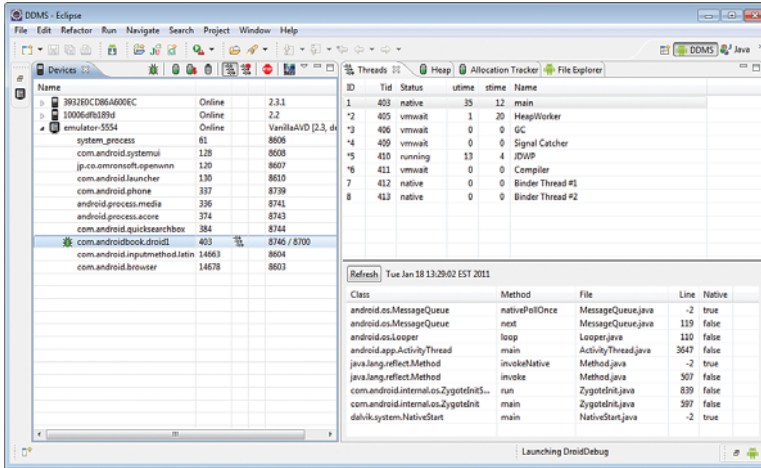 DDMS - Eclipse
File Edit Refactor Run Navigate Search Project Window Help
DDMS Java
Devices
Name
3932E0CD86A600EC Online 2.3.1
10006dfb189d Online 2.2
emulator-5554 Online VanillaAVD [2.3, de
system_process 61 8606
com.android.systemui 128 8608
jp.co.omronsoft.openwnn 120 8607
com.android.launcher 130 8610
com.android.phone 337 8739
android.process.media 336 8741
android.process.acore 374 8743
com.android.quicksearchbox 384 8744
com.androidbook.droid1 403 8746 / 8700
com.android.inputmethod.latin 14663 8604
com.android.browser 14678 8603
Threads Heap Allocation Tracker File Explorer
ID Tid Status utime stime Name
1 403 native 35 12 main
*2 405 vmwait 1 20 HeapWorker
*3 406 vmwait 0 0 GC
*4 409 vmwait 0 0 Signal Catcher
*5 410 running 13 4 JDWP
*6 411 vmwait 0 0 Compiler
7 412 native 0 0 Binder Thread #1
8 413 native 0 0 Binder Thread #2
Refresh Tue Jan 18 13:29:02 EST 2011
Class Method File Line Native
android.os.MessageQueue nativePollOnce MessageQueue.java -2 true
android.os.MessageQueue next MessageQueue.java 119 false
android.os.Looper loop Looper.java 110 false
android.app.ActivityThread main ActivityThread.java 3647 false
java.lang.reflect.Method invokeNative Method.java -2 true
java.lang.reflect.Method invoke Method.java 507 false
com.android.internal.os.ZygoteInit$... run ZygoteInit.java 839 false
com.android.internal.os.ZygoteInit main ZygoteInit.java 597 false
dalvik.system.NativeStart main NativeStart.java -2 true
Launching DroidDebug